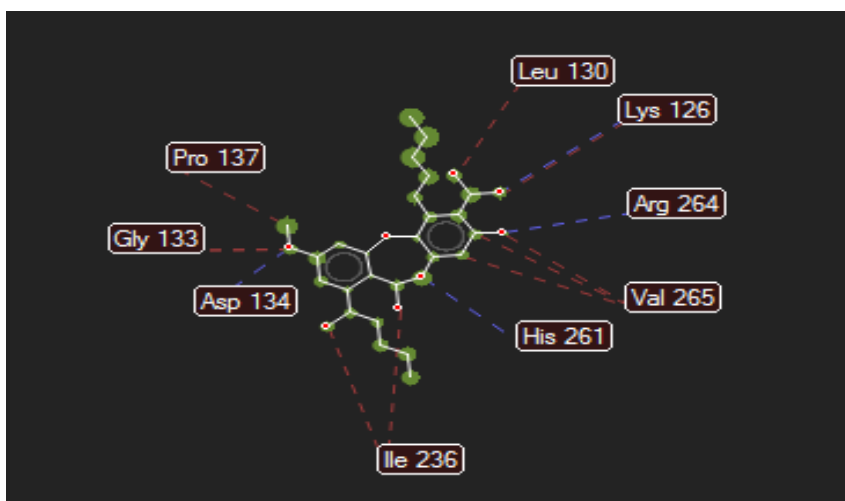 Leu 130
Lys 126
Pro 137
Arg 264
Gly 133
Asp 134
Val 265
His 261
Ile 236